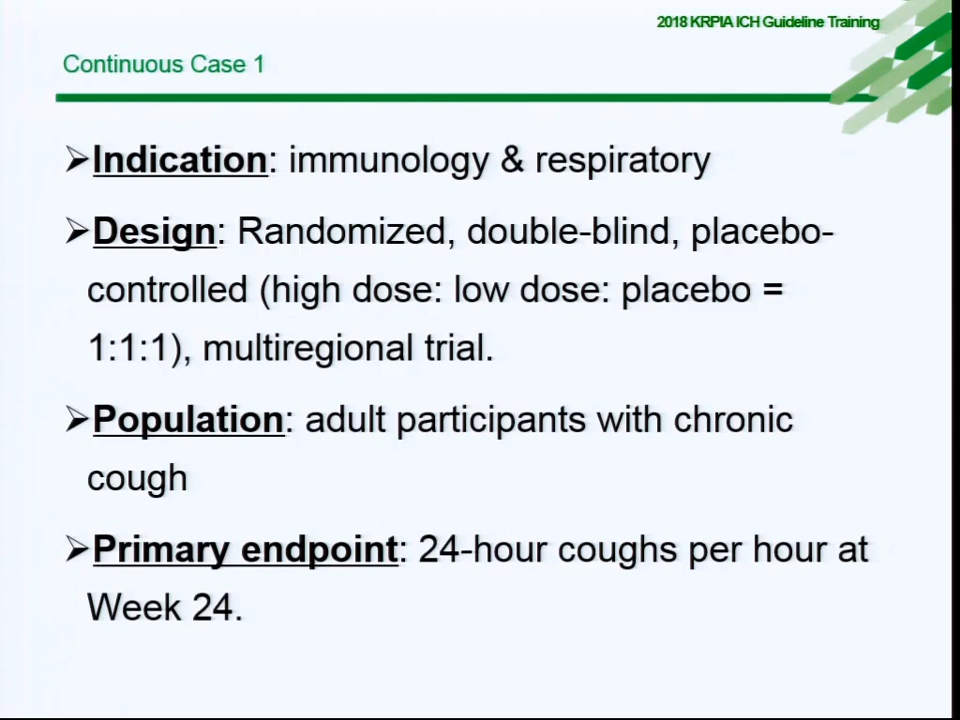 2018 KRPIA ICH Guideline Training
Continuous Case 1
➢Indication: immunology & respiratory
➢Design: Randomized, double-blind, placebo-
controlled (high dose: low dose: placebo =
1:1:1), multiregional trial.
➢Population: adult participants with chronic
cough
➢Primary endpoint: 24-hour coughs per hour at
Week 24.